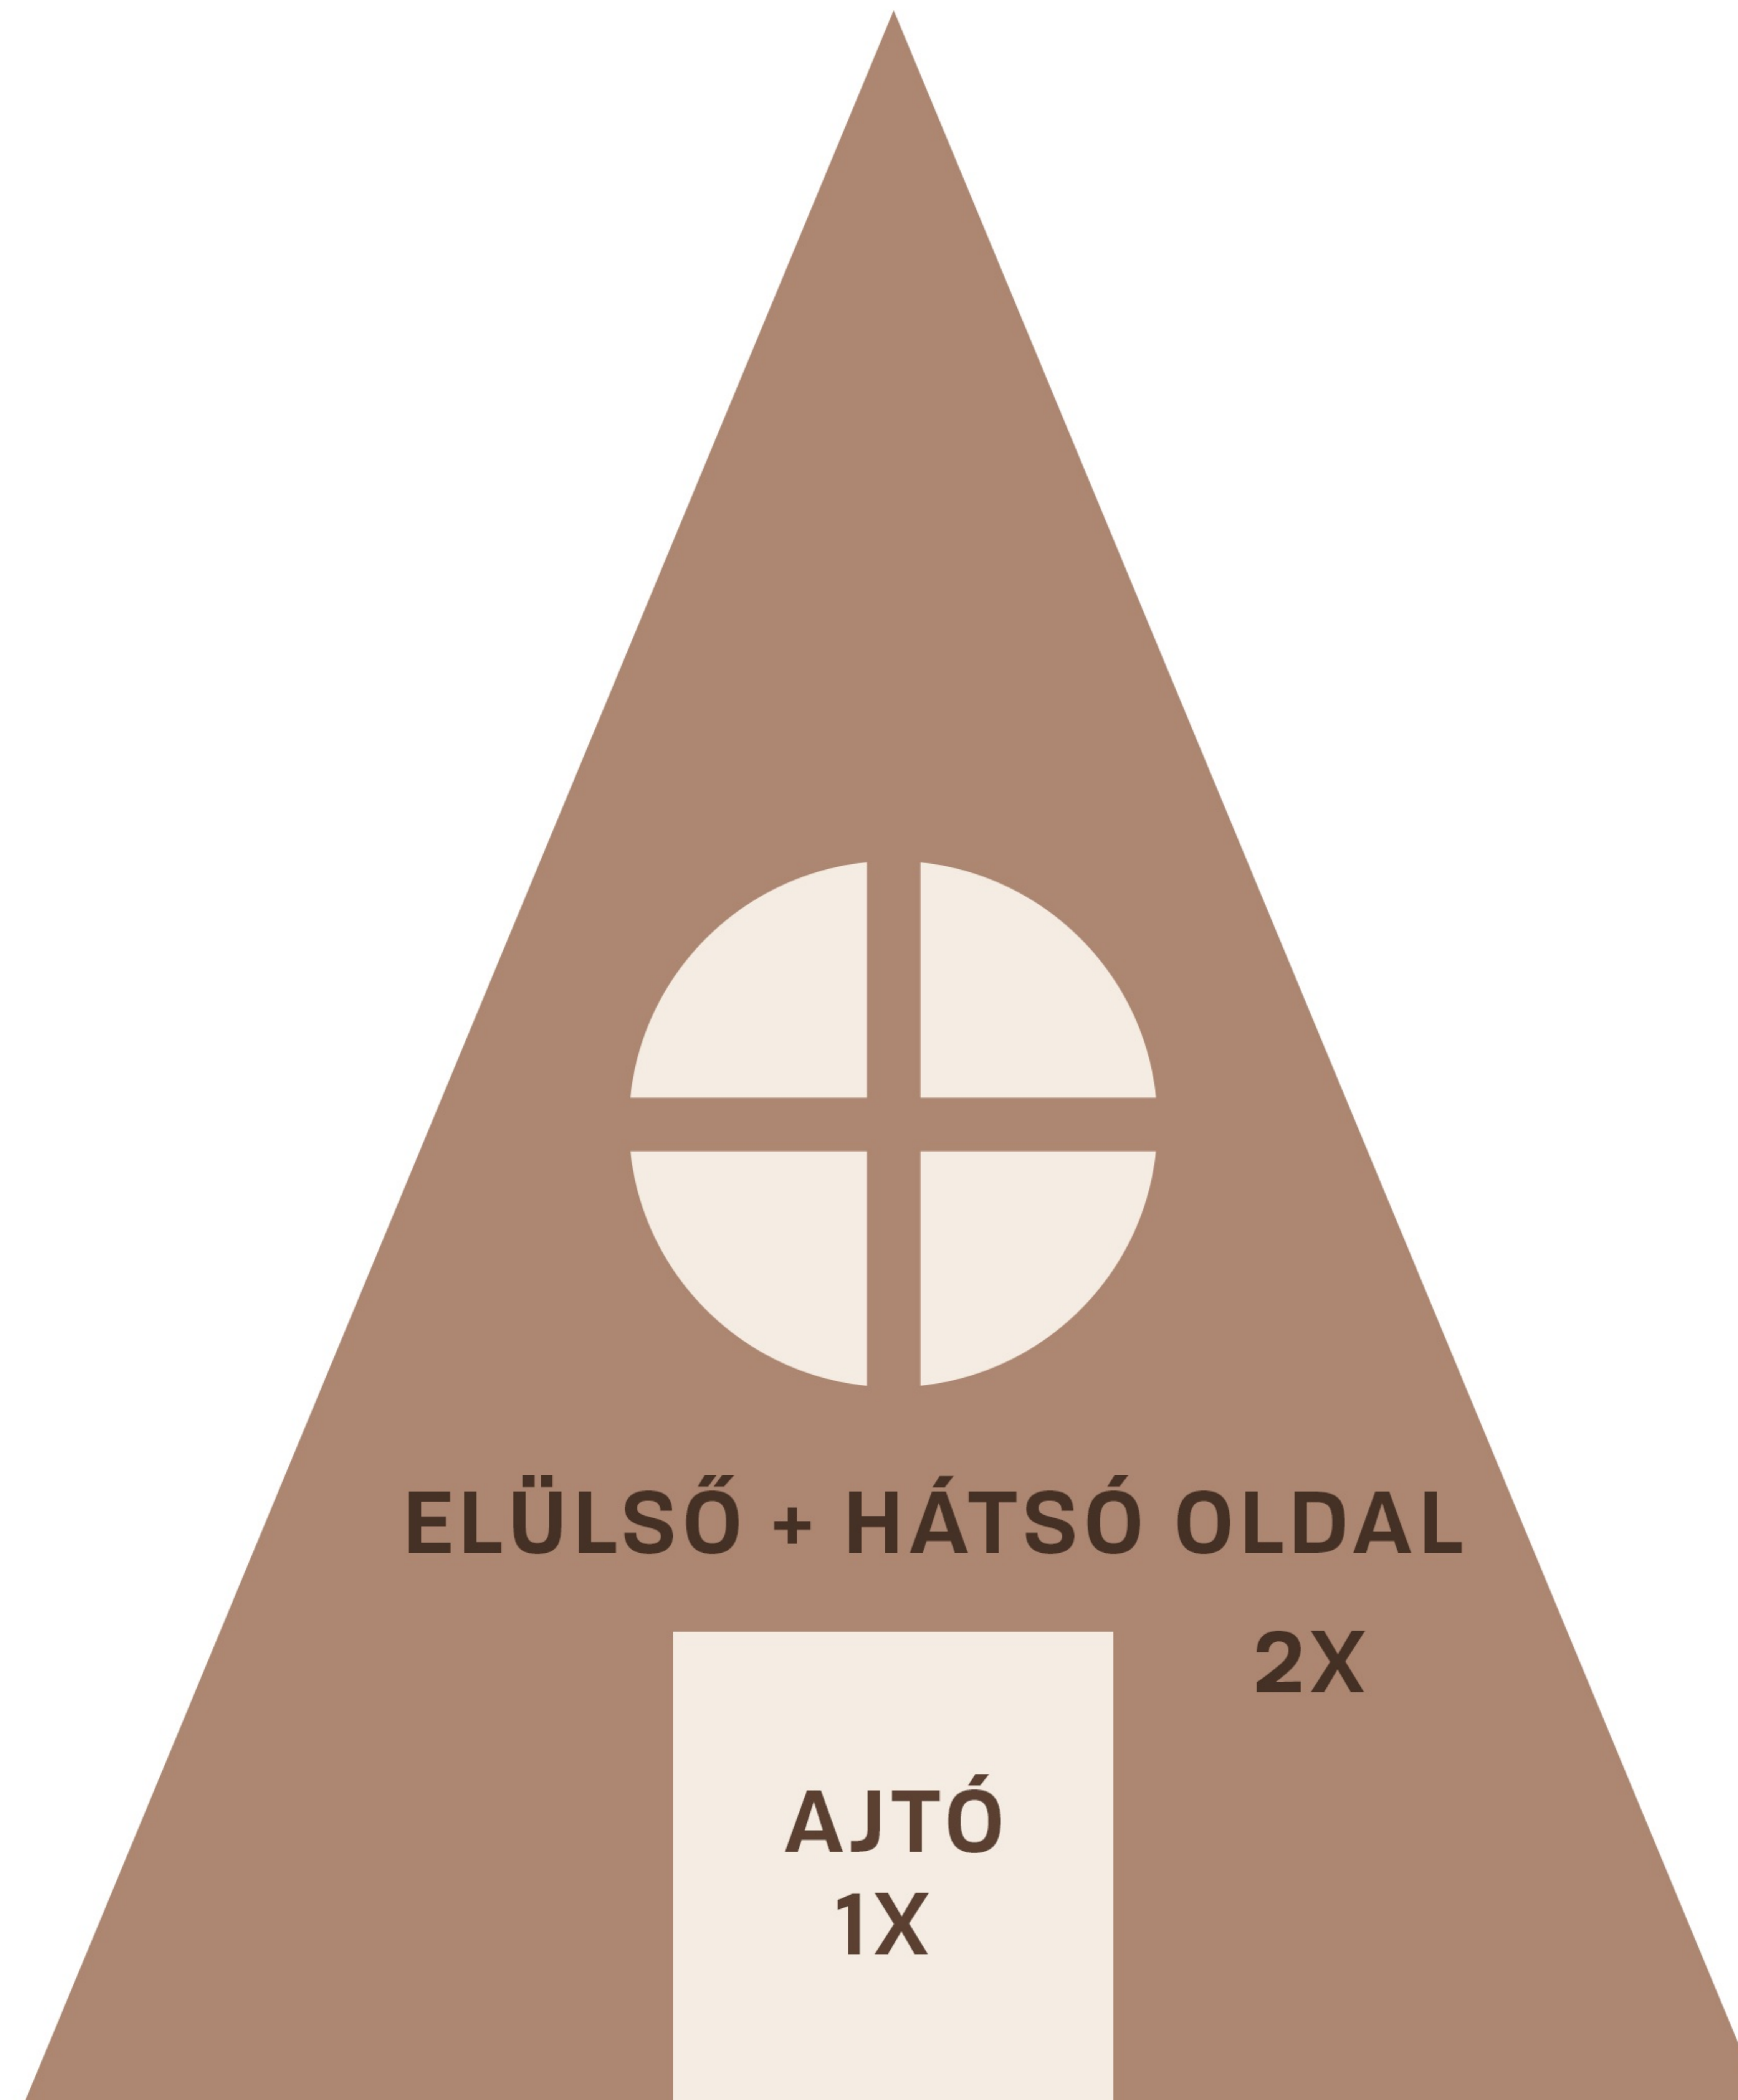 ELÜLSŐ + HÁTSÓ OLDAL
2X
AJTÓ
1X